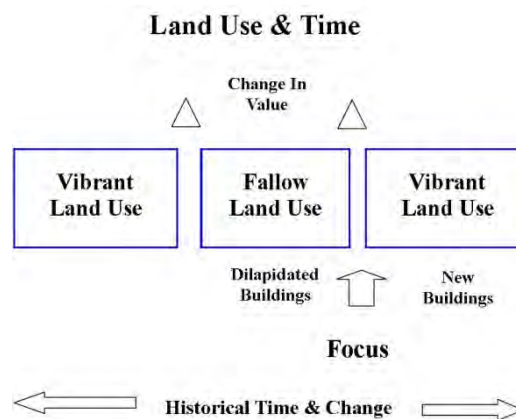 Land Use & Time
Change In
Value
Vibrant
Land Use
Fallow
Land Use
Vibrant
Land Use
Dilapidated
Buildings
New
Buildings
Focus
Historical Time & Change